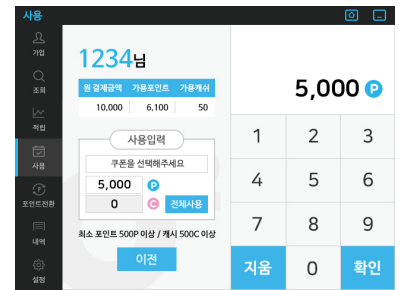 사용
가입
조회
적립
사용
포인트전환
내역
설정
1234님
원 결제금액 가용포인트 가용캐쉬
10,000 6,100 50
사용입력
쿠폰을 선택해주세요
5,000 P
0 C 전체사용
최소 포인트 500P 이상 / 캐시 500C 이상
이전
5,000 P
1 2 3
4 5 6
7 8 9
지움 0 확인